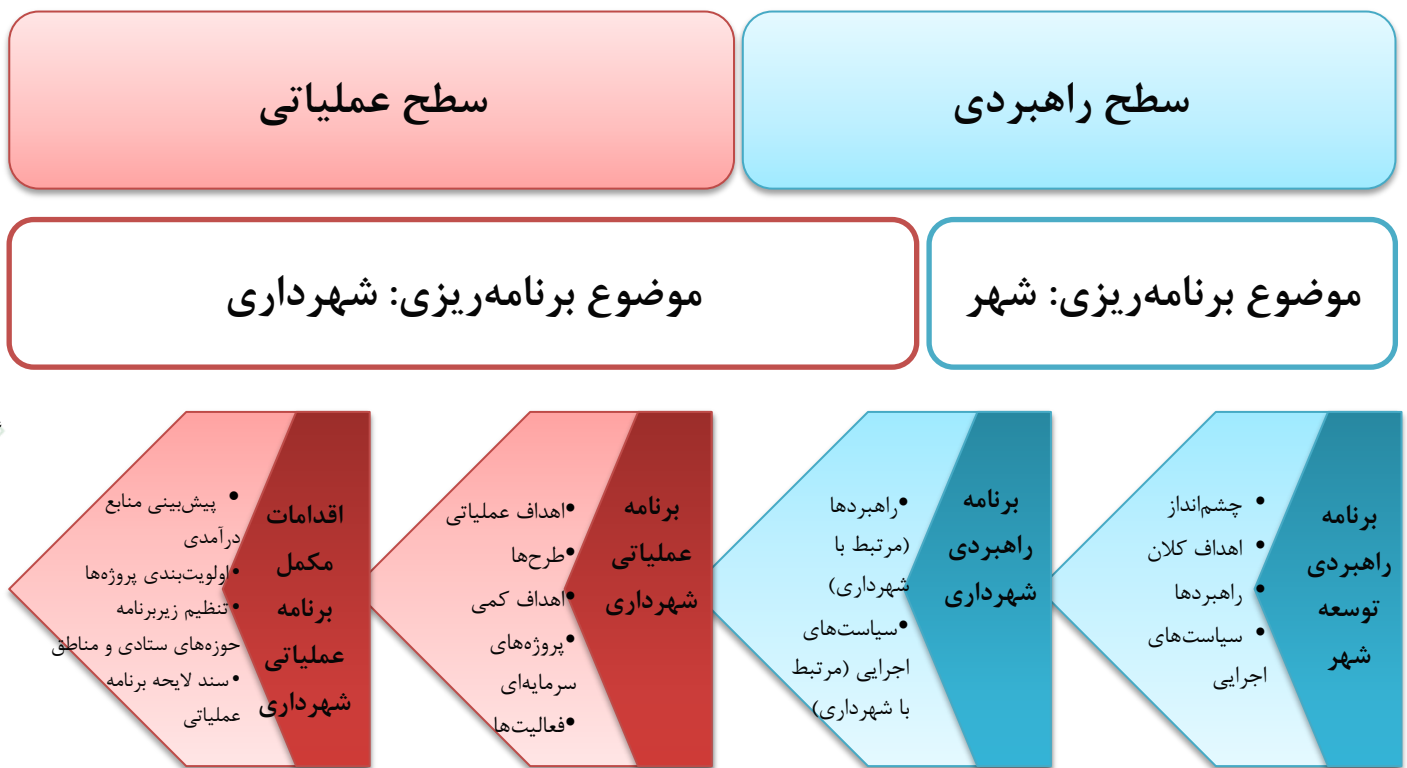 سطح راهبردی
سطح عملیاتی
موضوع برنامه‌ریزی: شهر
موضوع برنامه‌ریزی: شهرداری
برنامه
راهبردی
توسعه
شهر
• چشم‌انداز
• اهداف کلان
• راهبردها
• سیاست‌های
اجرایی
برنامه
راهبردی
شهرداری
•راهبردها
(مرتبط با
شهرداری)
•سیاست‌های
اجرایی (مرتبط
با شهرداری)
برنامه
عملیاتی
شهرداری
•اهداف عملیاتی
•طرح‌ها
•اهداف کمی
•پروژه‌های
سرمایه‌ای
•فعالیت‌ها
اقدامات
مکمل
برنامه
عملیاتی
شهرداری
• پیش‌بینی منابع
درآمدی
•اولویت‌بندی پروژه‌ها
•تنظیم زیربرنامه
حوزه‌های ستادی و مناطق
•سند لایحه برنامه
عملیاتی